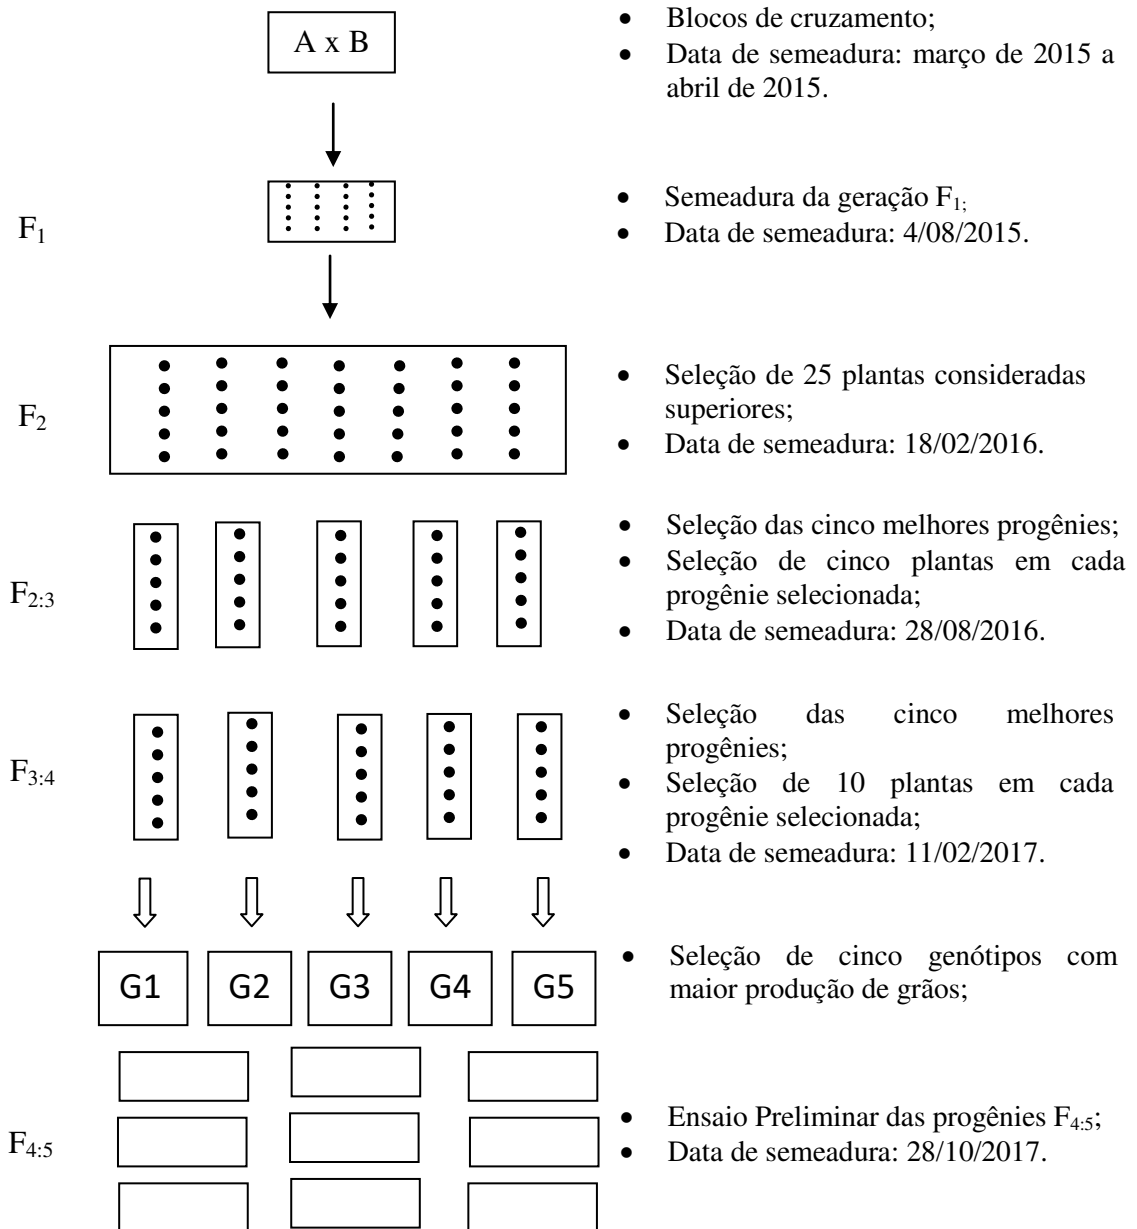 A x B
• Blocos de cruzamento;
• Data de semeadura: março de 2015 a
abril de 2015.
F1
• Semeadura da geração F1;
• Data de semeadura: 4/08/2015.
F2
• Seleção de 25 plantas consideradas
superiores;
• Data de semeadura: 18/02/2016.
F2:3
• Seleção das cinco melhores progênies;
• Seleção de cinco plantas em cada
progênie selecionada;
• Data de semeadura: 28/08/2016.
F3:4
• Seleção das cinco melhores
progênies;
• Seleção de 10 plantas em cada
progênie selecionada;
• Data de semeadura: 11/02/2017.
G1 G2 G3 G4 G5
• Seleção de cinco genótipos com
maior produção de grãos;
F4:5
• Ensaio Preliminar das progênies F4:5;
• Data de semeadura: 28/10/2017.